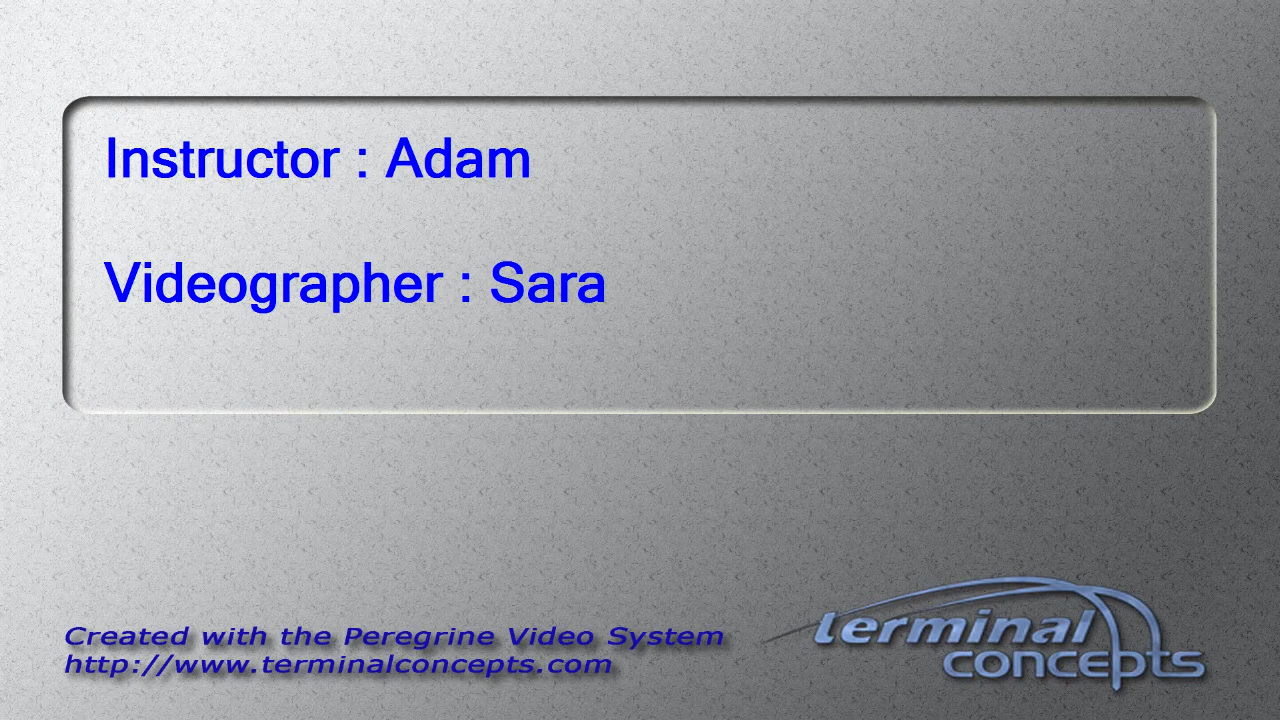 Instructor : Adam
Videographer : Sara
Created with the Peregrine Video System
http://www.terminalconcepts.com
terminal
concepts